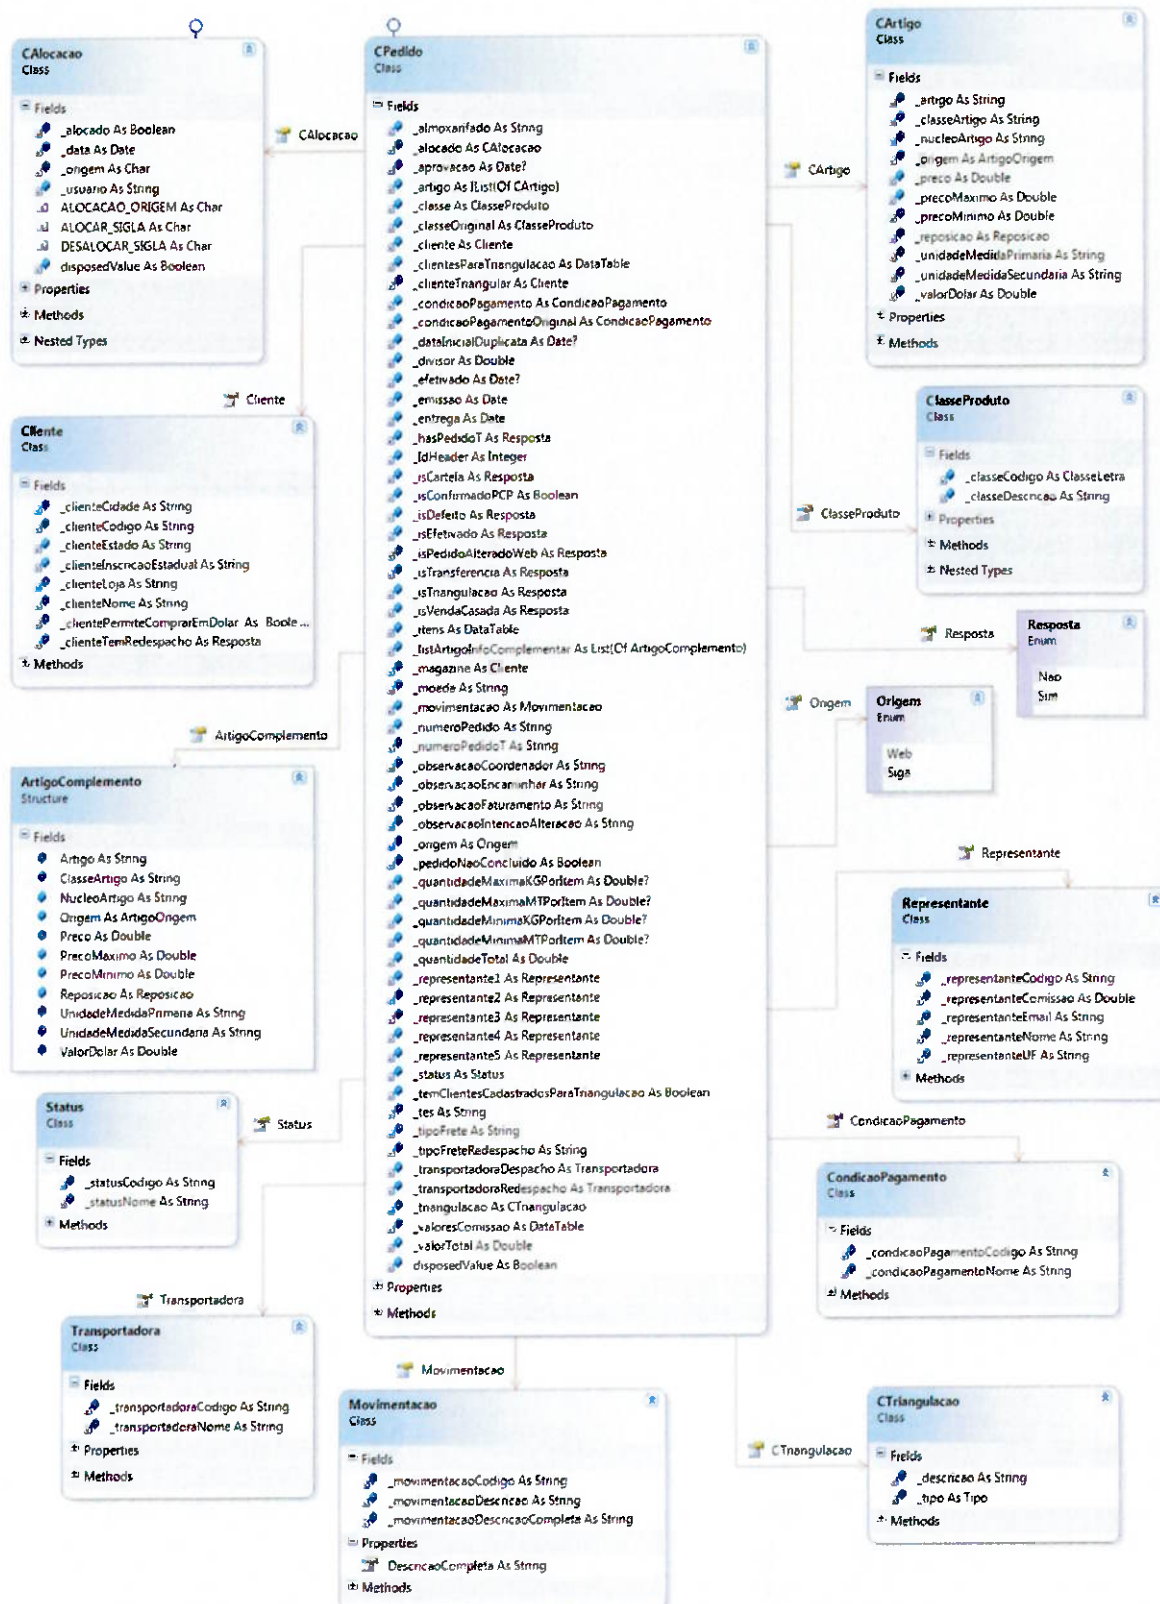 CAlocacao
Class
Fields
_alocado As Boolean
_data As Date
_origem As Char
_usuario As String
ALOCACAO_ORIGEM As Char
ALOCAR_SIGLA As Char
DESALOCAR_SIGLA As Char
disposedValue As Boolean
Properties
Methods
Nested Types
CAlocacao
Cliente
Cliente
Class
Fields
_clienteCidade As String
_clienteCodigo As String
_clienteEstado As String
_clienteInscricaoEstadual As String
_clienteLoja As String
_clienteNome As String
_clientePermiteComprarEmDolar As Boole...
_clienteTemRedespacho As Resposta
Methods
ArtigoComplemento
ArtigoComplemento
Structure
Fields
Artigo As String
ClasseArtigo As String
NucleoArtigo As String
Origem As ArtigoOrigem
Preco As Double
PrecoMaximo As Double
PrecoMinimo As Double
Reposicao As Reposicao
UnidadeMedidaPrimaria As String
UnidadeMedidaSecundaria As String
ValorDolar As Double
Status
Class
Fields
_statusCodigo As String
_statusNome As String
Methods
Status
Transportadora
Transportadora
Class
Fields
_transportadoraCodigo As String
_transportadoraNome As String
Properties
Methods
CPedido
Class
Fields
_almoxarifado As String
_alocado As CAlocacao
_aprovacao As Date?
_artigo As IList(Of CArtigo)
_classe As ClasseProduto
_classeOriginal As ClasseProduto
_cliente As Cliente
_clientesParaTriangulacao As DataTable
_clienteTriangular As Cliente
_condicaoPagamento As CondicaoPagamento
_condicaoPagamentoOriginal As CondicaoPagamento
_dataInicialDuplicata As Date?
_divisor As Double
_efetivado As Date?
_emissao As Date
_entrega As Date
_hasPedidoT As Resposta
_IdHeader As Integer
_isCartela As Resposta
_isConfirmadoPCP As Boolean
_isDefeito As Resposta
_isEfetivado As Resposta
_isPedidoAlteradoWeb As Resposta
_isTransferencia As Resposta
_isTriangulacao As Resposta
_isVendaCasada As Resposta
_itens As DataTable
_listArtigoInfoComplementar As List(Of ArtigoComplemento)
_magazine As Cliente
_moeda As String
_movimentacao As Movimentacao
_numeroPedido As String
_numeroPedidoT As String
_observacaoCoordenador As String
_observacaoEncaminhar As String
_observacaoFaturamento As String
_observacaoIntencaoAlteracao As String
_origem As Origem
_pedidoNaoConcluido As Boolean
_quantidadeMaximaKGPorItem As Double?
_quantidadeMaximaMTPorItem As Double?
_quantidadeMinimaKGPorItem As Double?
_quantidadeMinimaMTPorItem As Double?
_quantidadeTotal As Double
_representante1 As Representante
_representante2 As Representante
_representante3 As Representante
_representante4 As Representante
_representante5 As Representante
_status As Status
_temClientesCadastradosParaTriangulacao As Boolean
_tes As String
_tipoFrete As String
_tipoFreteRedespacho As String
_transportadoraDespacho As Transportadora
_transportadoraRedespacho As Transportadora
_triangulacao As CTriangulacao
_valoresComissao As DataTable
_valorTotal As Double
disposedValue As Boolean
Properties
Methods
Movimentacao
Movimentacao
Class
Fields
_movimentacaoCodigo As String
_movimentacaoDescricao As String
_movimentacaoDescricaoCompleta As String
Properties
DescricaoCompleta As String
Methods
CArtigo
CArtigo
Class
Fields
_artigo As String
_classeArtigo As String
_nucleoArtigo As String
_origem As ArtigoOrigem
_preco As Double
_precoMaximo As Double
_precoMinimo As Double
_reposicao As Reposicao
_unidadeMedidaPrimaria As String
_unidadeMedidaSecundaria As String
_valorDolar As Double
Properties
Methods
ClasseProduto
ClasseProduto
Class
Fields
_classeCodigo As ClasseLetra
_classeDescricao As String
Properties
Methods
Nested Types
Resposta
Resposta
Enum
Nao
Sim
Origem
Origem
Enum
Web
Siga
Representante
Representante
Class
Fields
_representanteCodigo As String
_representanteComissao As Double
_representanteEmail As String
_representanteNome As String
_representanteUF As String
Methods
CondicaoPagamento
CondicaoPagamento
Class
Fields
_condicaoPagamentoCodigo As String
_condicaoPagamentoNome As String
Methods
CTriangulacao
CTriangulacao
Class
Fields
_descricao As String
_tipo As Tipo
Methods